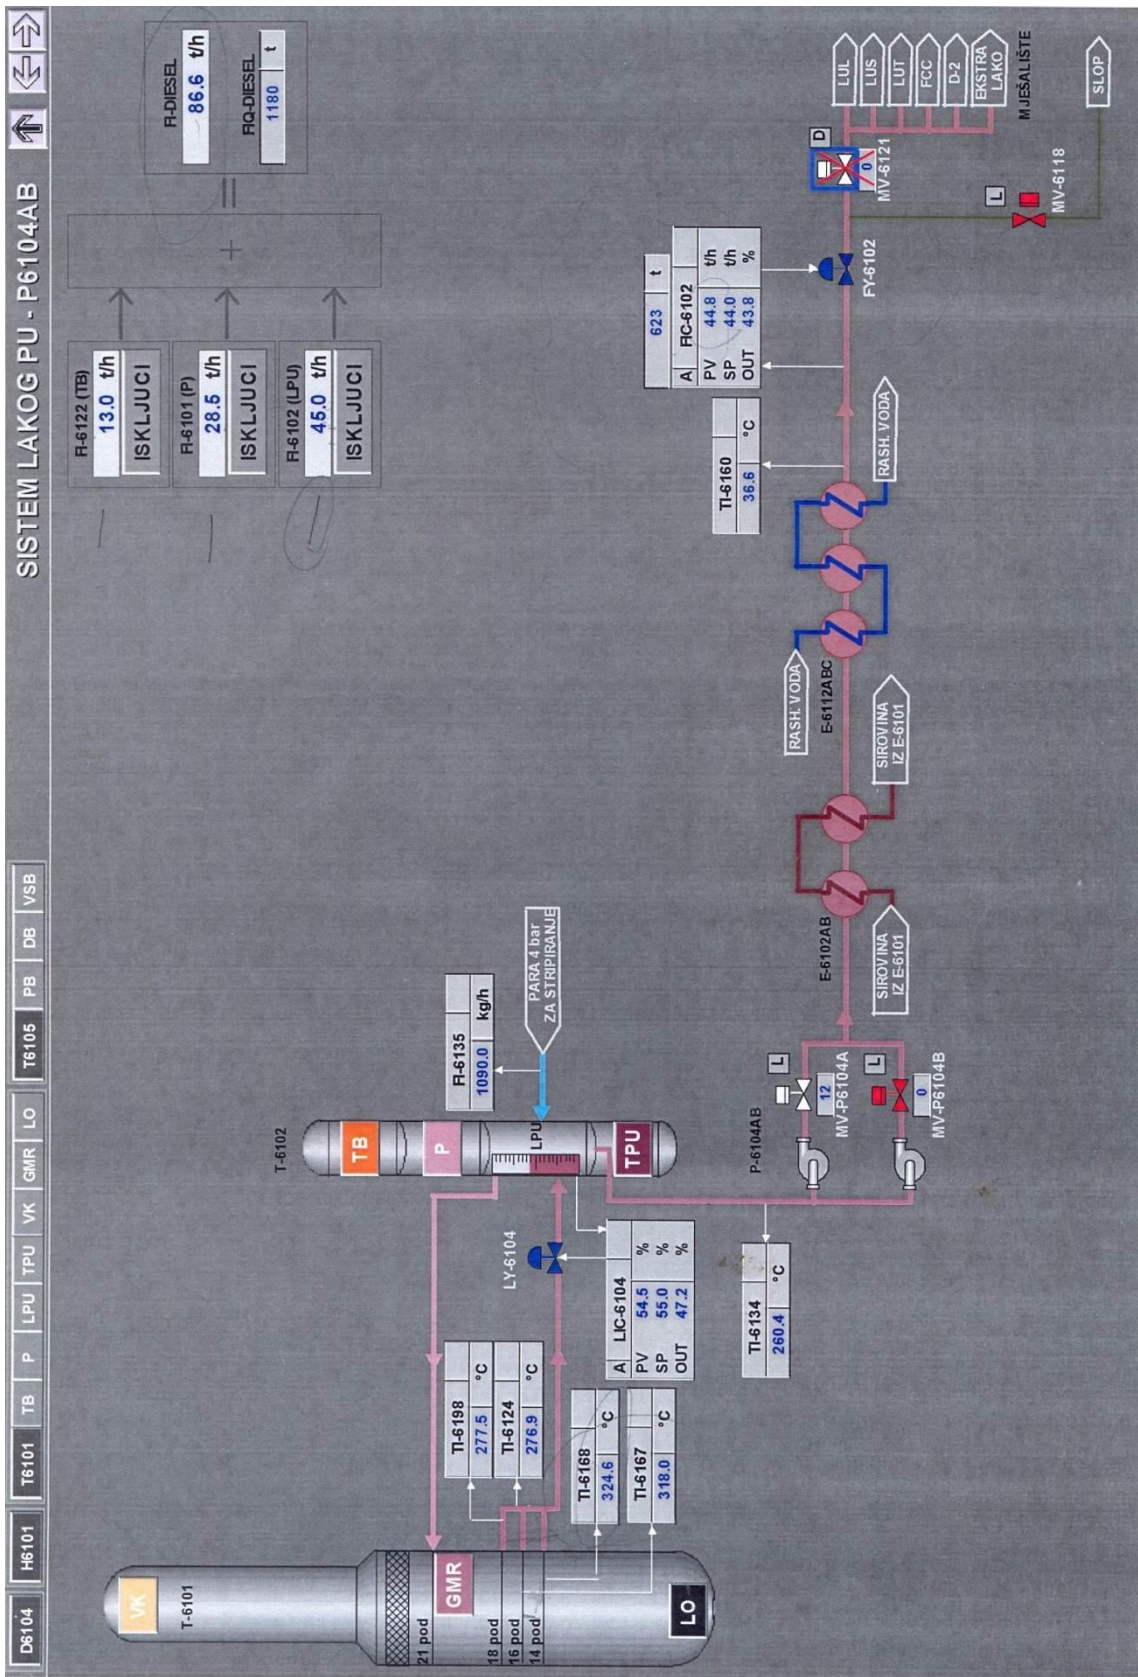 D6104 H6101 T6101 TB P LPU TPU VK GMR LO T6105 PB DB VSB
SISTEM LAKOG PU - P6104AB
FI-6122 (TB)
13.0 t/h
ISKLJUCI
FI-6101 (P)
28.5 t/h
ISKLJUCI
FI-6102 (LPU)
45.0 t/h
ISKLJUCI
+
=
FI-DIESEL
86.6 t/h
FIQ-DIESEL
1180 t
VK
T-6101
21 pod
GMR
18 pod
16 pod
14 pod
LO
TI-6198
277.5 °C
TI-6124
276.9 °C
TI-6168
324.6 °C
TI-6167
318.0 °C
LY-6104
A LIC-6104
PV 54.5 %
SP 55.0 %
OUT 47.2 %
T-6102
TB
P
LPU
TPU
FI-6135
1090.0 kg/h
PARA 4 bar
ZA STRIPIRANJE
TI-6134
260.4 °C
P-6104AB
L
12
MV-P6104A
L
0
MV-P6104B
E-6102AB
SIROVINA
IZ E-6101
SIROVINA
IZ E-6101
RASH. VODA
E-6112ABC
RASH. VODA
TI-6160
36.6 °C
623 t
A FIC-6102
PV 44.8 t/h
SP 44.0 t/h
OUT 43.8 %
FY-6102
D
0
MV-6121
L
MV-6118
LUL
LUS
LUT
FCC
D-2
EKSTRA
LAKO
MJEŠALIŠTE
SLOP